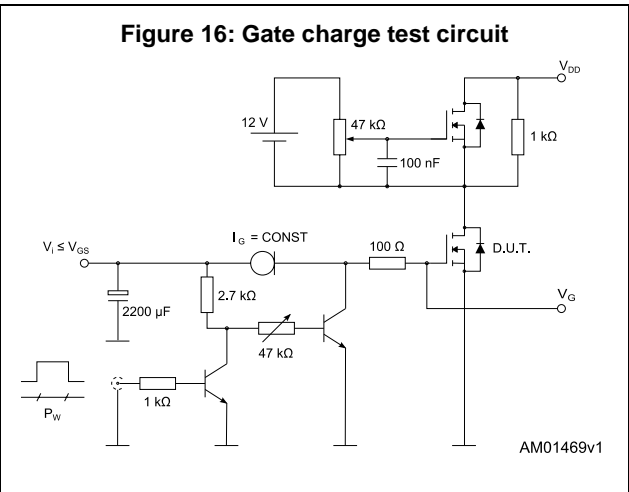 Figure 16: Gate charge test circuit
V_DD
12 V
47 kΩ
1 kΩ
100 nF
I_G = CONST
V_i ≤ V_GS
100 Ω
D.U.T.
2.7 kΩ
2200 µF
V_G
47 kΩ
1 kΩ
P_W
AM01469v1